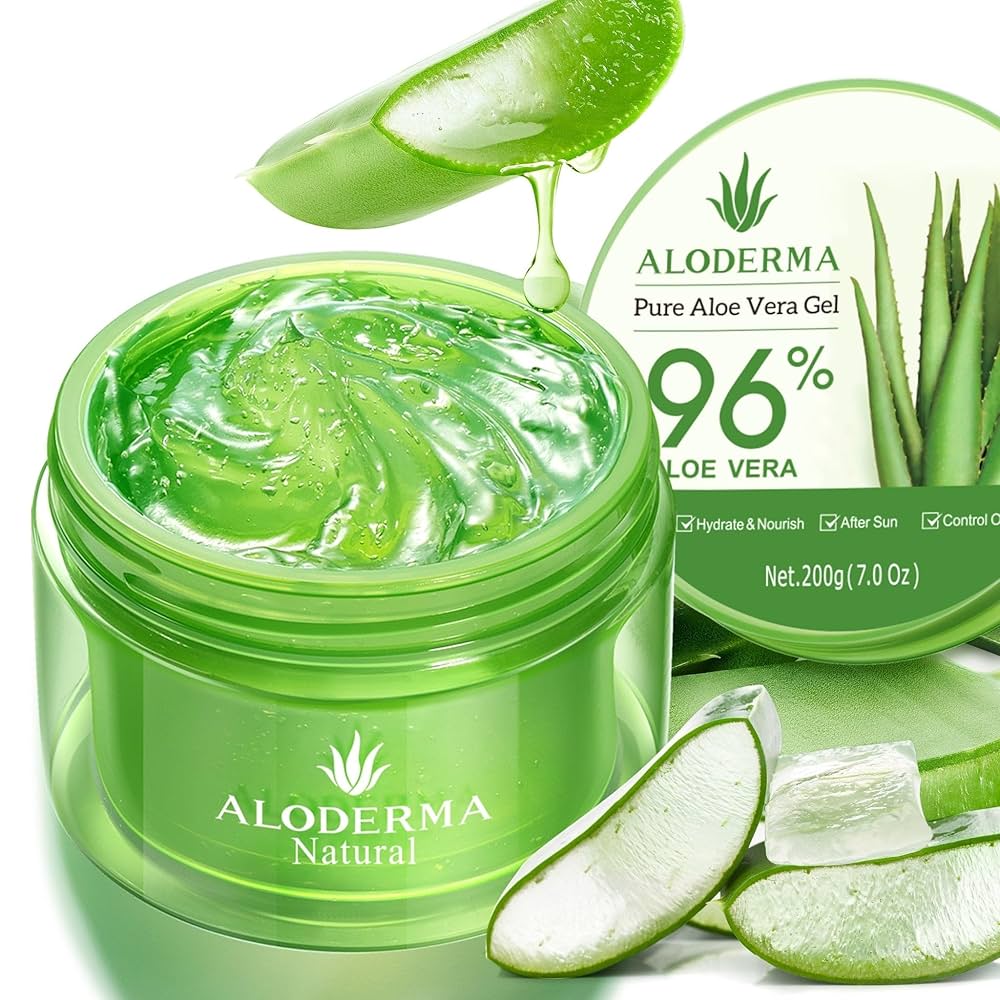 ALODERMA
Pure Aloe Vera Gel
96%
LOE VERA
Hydrate & Nourish After Sun Control
Net.200g(7.0 Oz)
ALODERMA
Natural